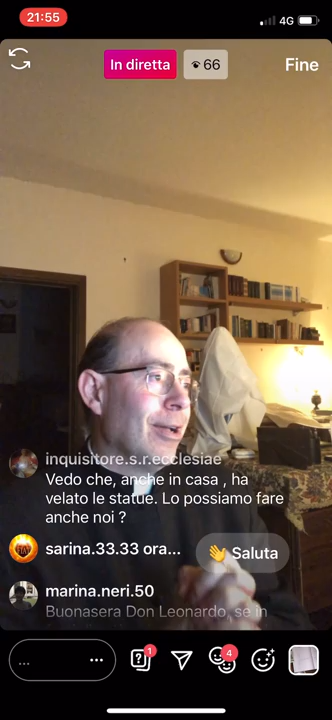 21:55
4G
In diretta
66
Fine
inquisitore.s.r.ecclesiae
Vedo che, anche in casa , ha
velato le statue. Lo possiamo fare
anche noi ?
sarina.33.33 ora...
Saluta
marina.neri.50
Buonasera Don Leonardo, se in
...
1
4